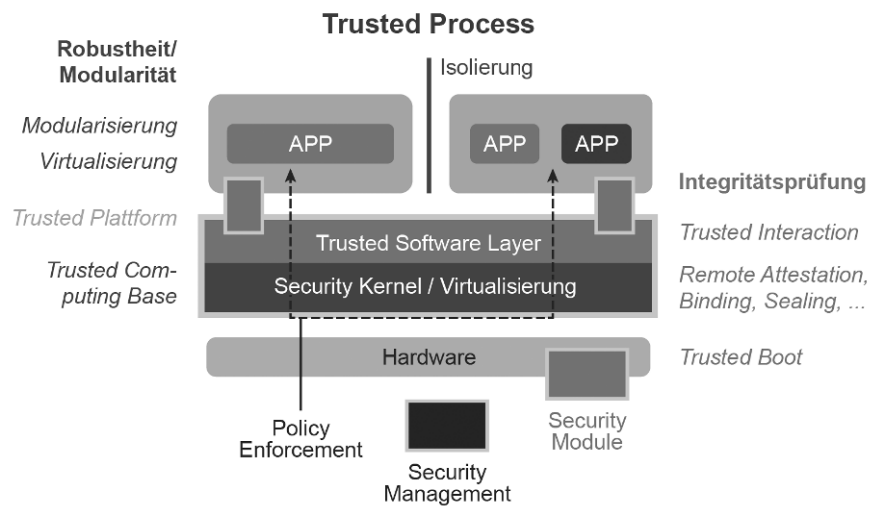 Trusted Process
Robustheit/
Modularität
Isolierung
Modularisierung
Virtualisierung
APP
APP
APP
Integritätsprüfung
Trusted Plattform
Trusted Interaction
Trusted Software Layer
Trusted Com-
puting Base
Security Kernel / Virtualisierung
Remote Attestation,
Binding, Sealing, ...
Hardware
Trusted Boot
Policy
Enforcement
Security
Module
Security
Management